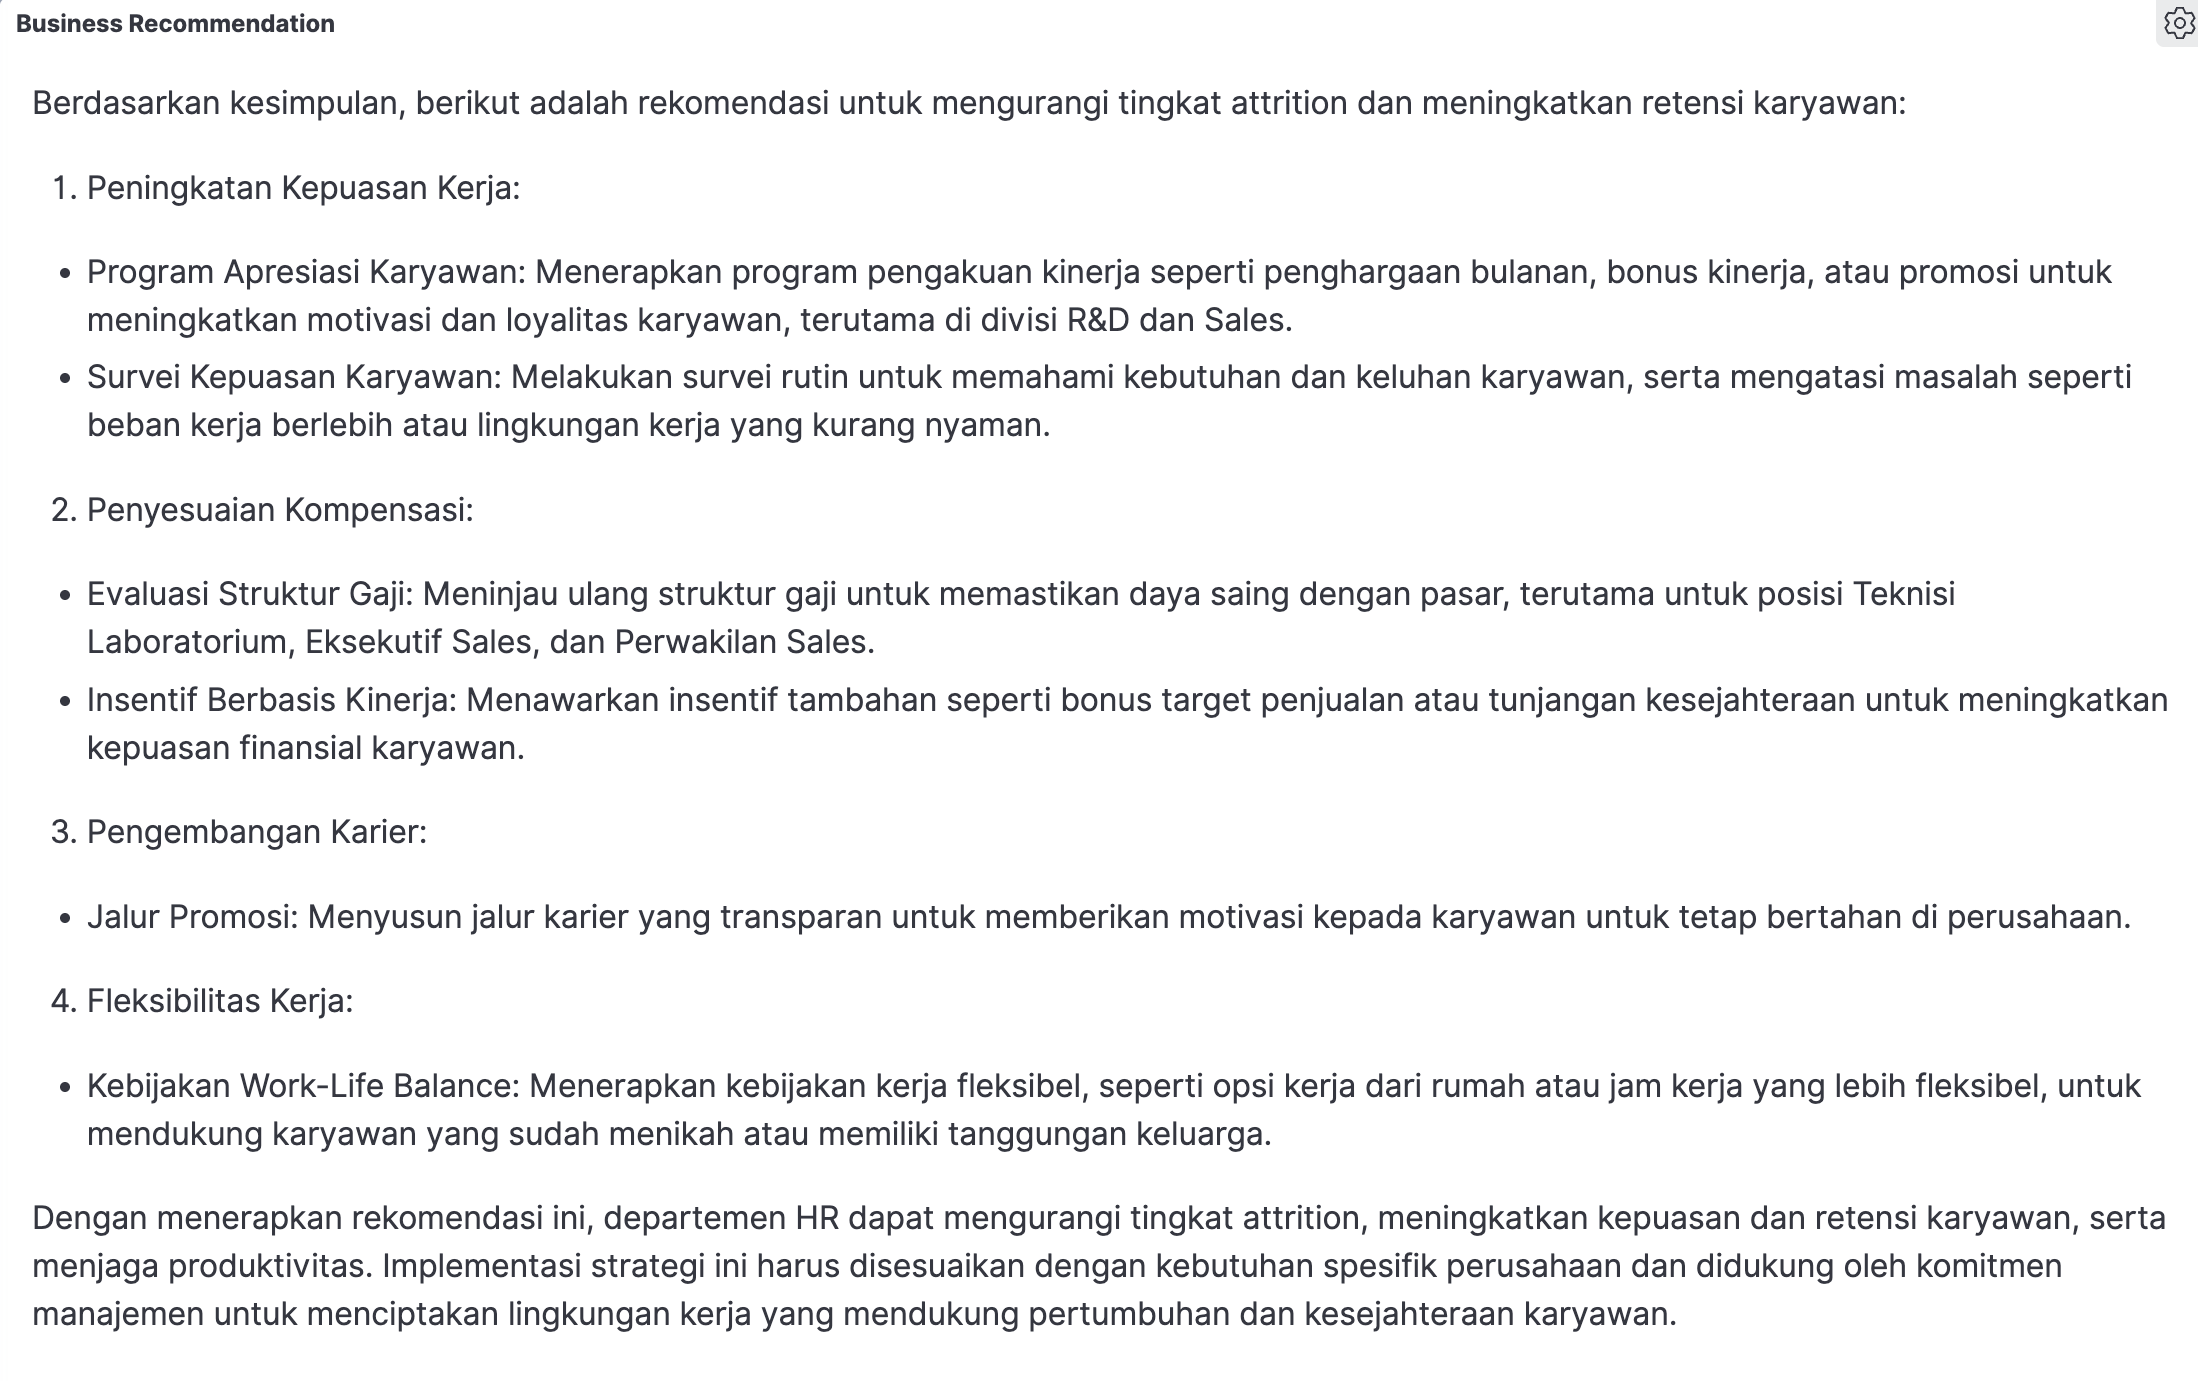 Business Recommendation
Berdasarkan kesimpulan, berikut adalah rekomendasi untuk mengurangi tingkat attrition dan meningkatkan retensi karyawan:
1. Peningkatan Kepuasan Kerja:
• Program Apresiasi Karyawan: Menerapkan program pengakuan kinerja seperti penghargaan bulanan, bonus kinerja, atau promosi untuk
meningkatkan motivasi dan loyalitas karyawan, terutama di divisi R&D dan Sales.
• Survei Kepuasan Karyawan: Melakukan survei rutin untuk memahami kebutuhan dan keluhan karyawan, serta mengatasi masalah seperti
beban kerja berlebih atau lingkungan kerja yang kurang nyaman.
2. Penyesuaian Kompensasi:
• Evaluasi Struktur Gaji: Meninjau ulang struktur gaji untuk memastikan daya saing dengan pasar, terutama untuk posisi Teknisi
Laboratorium, Eksekutif Sales, dan Perwakilan Sales.
• Insentif Berbasis Kinerja: Menawarkan insentif tambahan seperti bonus target penjualan atau tunjangan kesejahteraan untuk meningkatkan
kepuasan finansial karyawan.
3. Pengembangan Karier:
• Jalur Promosi: Menyusun jalur karier yang transparan untuk memberikan motivasi kepada karyawan untuk tetap bertahan di perusahaan.
4. Fleksibilitas Kerja:
• Kebijakan Work-Life Balance: Menerapkan kebijakan kerja fleksibel, seperti opsi kerja dari rumah atau jam kerja yang lebih fleksibel, untuk
mendukung karyawan yang sudah menikah atau memiliki tanggungan keluarga.
Dengan menerapkan rekomendasi ini, departemen HR dapat mengurangi tingkat attrition, meningkatkan kepuasan dan retensi karyawan, serta
menjaga produktivitas. Implementasi strategi ini harus disesuaikan dengan kebutuhan spesifik perusahaan dan didukung oleh komitmen
manajemen untuk menciptakan lingkungan kerja yang mendukung pertumbuhan dan kesejahteraan karyawan.